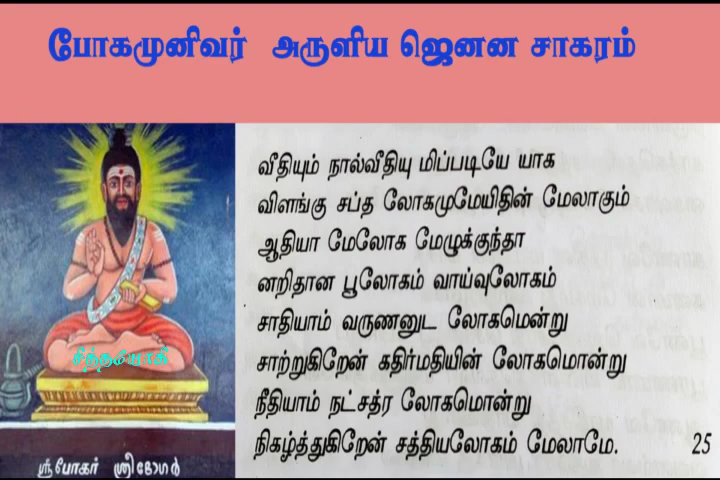 போகமுனிவர் அருளிய ஜெனன சாகரம்
வீதியும் நால்வீதியு மிப்படியே யாக
விளங்கு சப்த லோகமுமேயிதின் மேலாகும்
ஆதியா மேலோக மேழுக்குந்தா
னறிதான பூலோகம் வாய்வுலோகம்
சாதியாம் வருணனுட லோகமென்று
சாற்றுகிறேன் கதிர்மதியின் லோகமொன்று
நீதியாம் நட்சத்ர லோகமொன்று
நிகழ்த்துகிறேன் சத்தியலோகம் மேலாமே. 25
சித்தயோக்
ஸ்ரீ போகர்